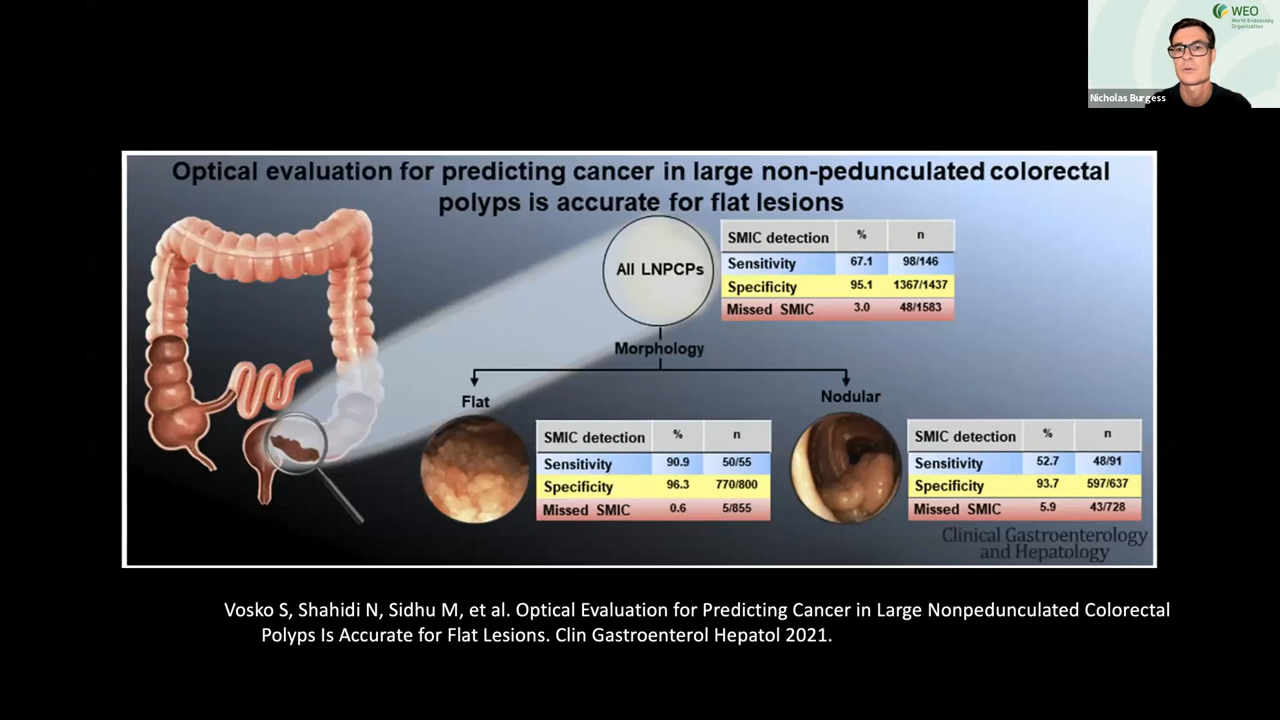 WEO
World Endoscopy
Organization
Nicholas Burgess
Optical evaluation for predicting cancer in large non-pedunculated colorectal
polyps is accurate for flat lesions
All LNPCPs
SMIC detection % n
Sensitivity 67.1 98/146
Specificity 95.1 1367/1437
Missed SMIC 3.0 48/1583
Morphology
Flat
SMIC detection % n
Sensitivity 90.9 50/55
Specificity 96.3 770/800
Missed SMIC 0.6 5/855
Nodular
SMIC detection % n
Sensitivity 52.7 48/91
Specificity 93.7 597/637
Missed SMIC 5.9 43/728
Clinical Gastroenterology
and Hepatology
Vosko S, Shahidi N, Sidhu M, et al. Optical Evaluation for Predicting Cancer in Large Nonpedunculated Colorectal
Polyps Is Accurate for Flat Lesions. Clin Gastroenterol Hepatol 2021.